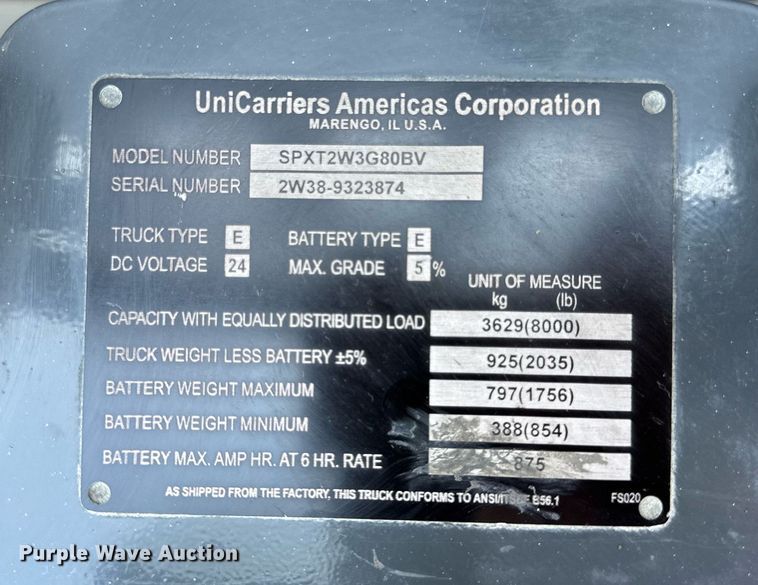 UniCarriers Americas Corporation
MARENGO, IL U.S.A.
MODEL NUMBER SPXT2W3G80BV
SERIAL NUMBER 2W38-9323874
TRUCK TYPE E BATTERY TYPE E
DC VOLTAGE 24 MAX. GRADE 5 %
UNIT OF MEASURE
kg (lb)
CAPACITY WITH EQUALLY DISTRIBUTED LOAD 3629(8000)
TRUCK WEIGHT LESS BATTERY ±5% 925(2035)
BATTERY WEIGHT MAXIMUM 797(1756)
BATTERY WEIGHT MINIMUM 388(854)
BATTERY MAX. AMP HR. AT 6 HR. RATE 875
AS SHIPPED FROM THE FACTORY, THIS TRUCK CONFORMS TO B56.1 FS020
Purple Wave Auction